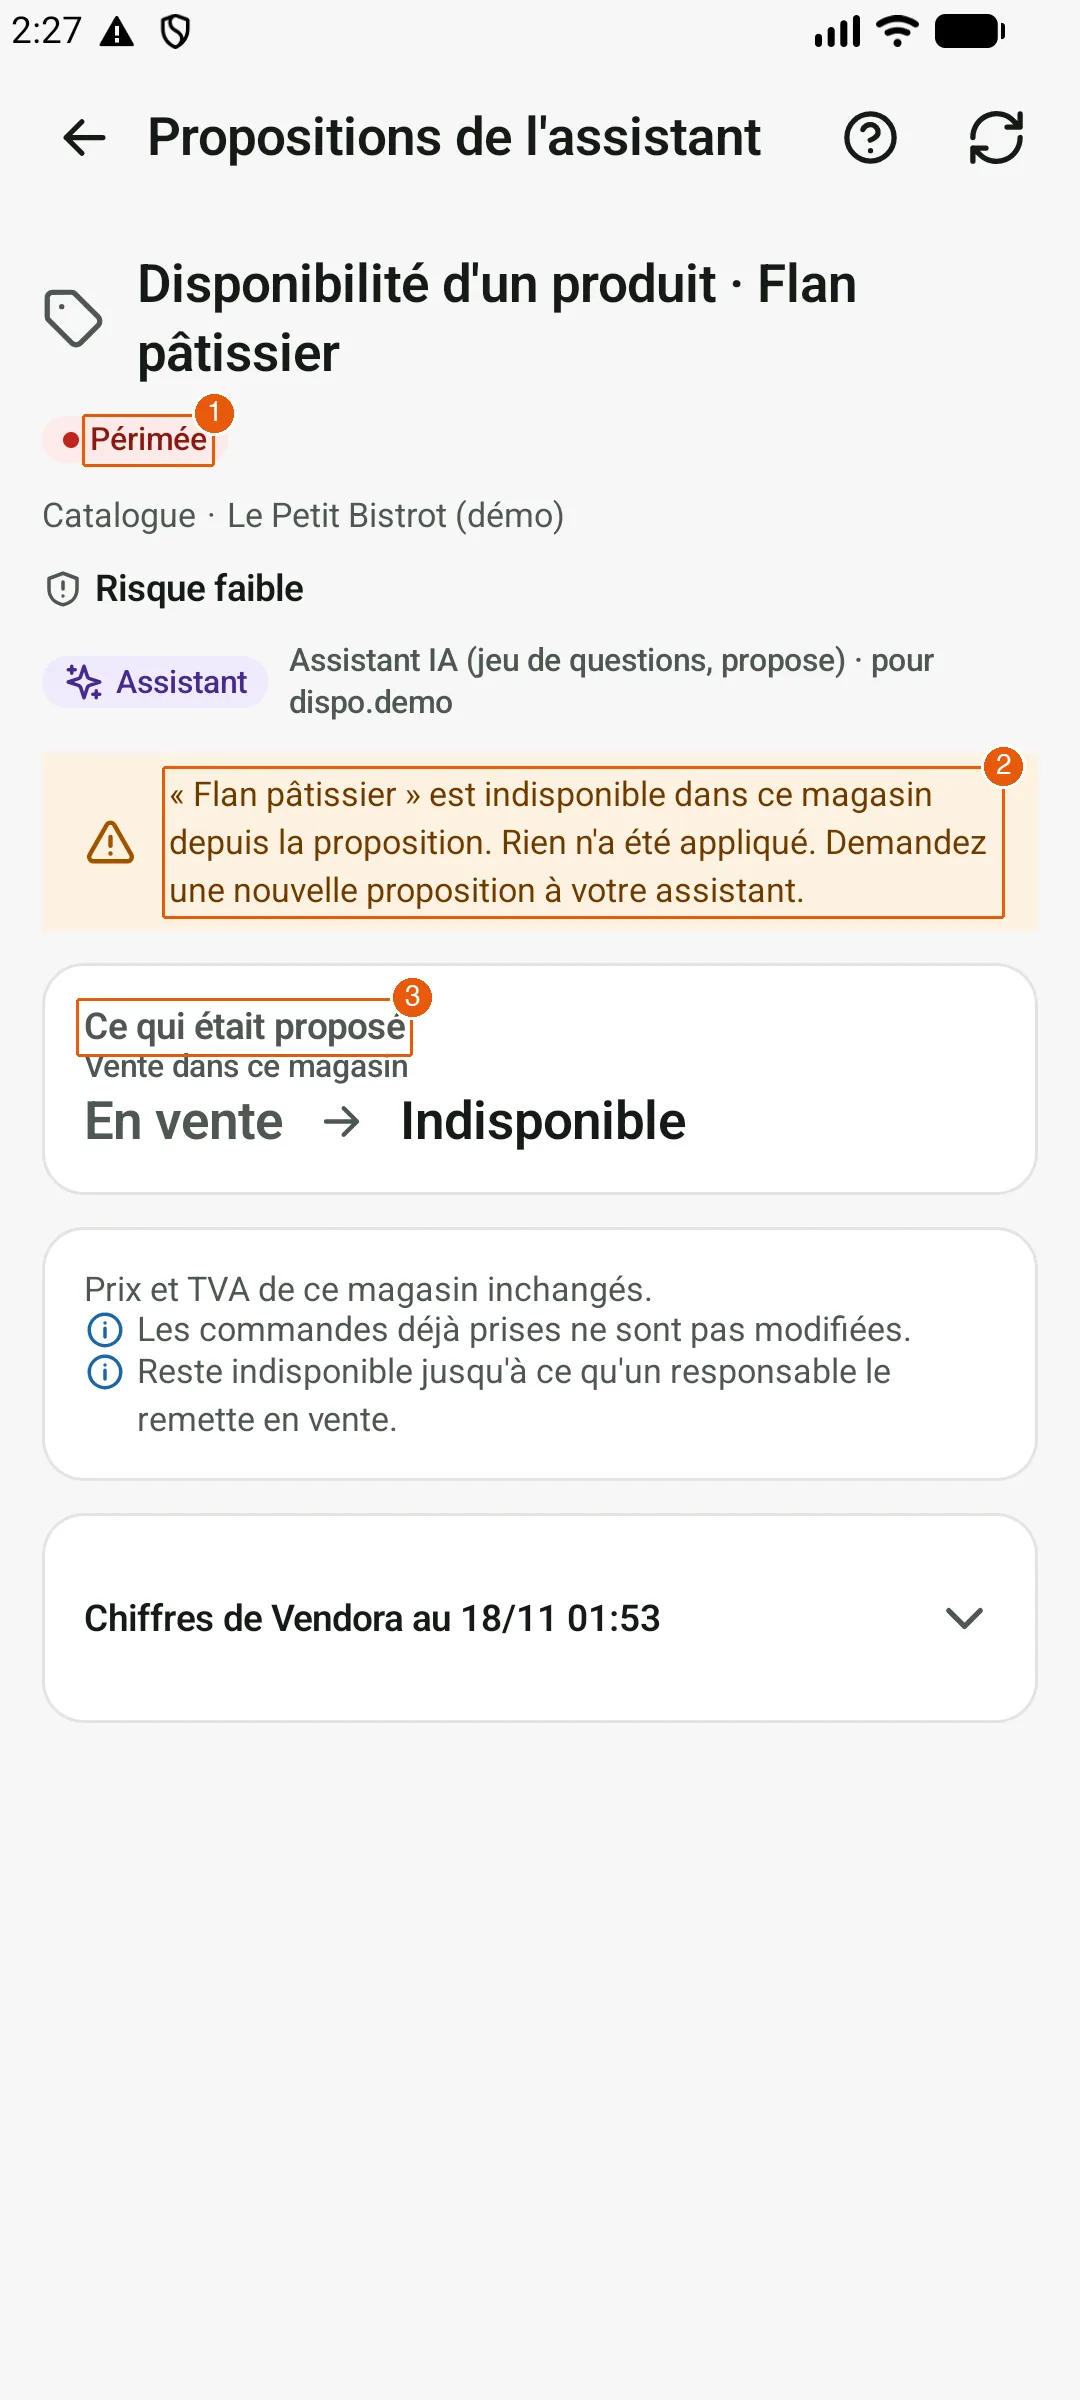 2:27
Propositions de l'assistant
Disponibilité d'un produit · Flan
pâtissier
1
Périmée
Catalogue · Le Petit Bistrot (démo)
Risque faible
Assistant
Assistant IA (jeu de questions, propose) · pour
dispo.demo
2
« Flan pâtissier » est indisponible dans ce magasin
depuis la proposition. Rien n'a été appliqué. Demandez
une nouvelle proposition à votre assistant.
3
Ce qui était proposé
Vente dans ce magasin
En vente → Indisponible
Prix et TVA de ce magasin inchangés.
Les commandes déjà prises ne sont pas modifiées.
Reste indisponible jusqu'à ce qu'un responsable le
remette en vente.
Chiffres de Vendora au 18/11 01:53